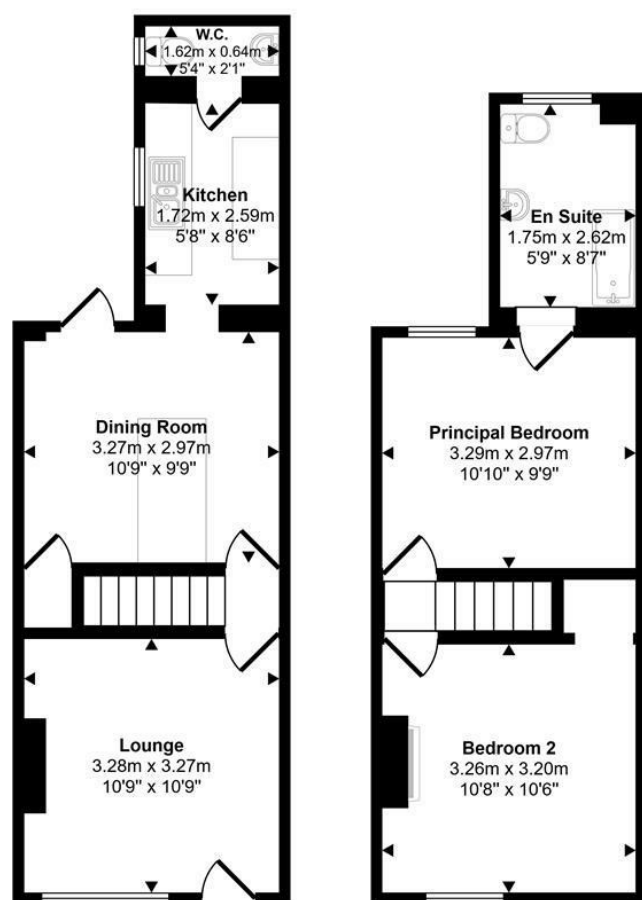 W.C.
1.62m x 0.64m
5'4" x 2'1"
Kitchen
1.72m x 2.59m
5'8" x 8'6"
Dining Room
3.27m x 2.97m
10'9" x 9'9"
Lounge
3.28m x 3.27m
10'9" x 10'9"
En Suite
1.75m x 2.62m
5'9" x 8'7"
Principal Bedroom
3.29m x 2.97m
10'10" x 9'9"
Bedroom 2
3.26m x 3.20m
10'8" x 10'6"